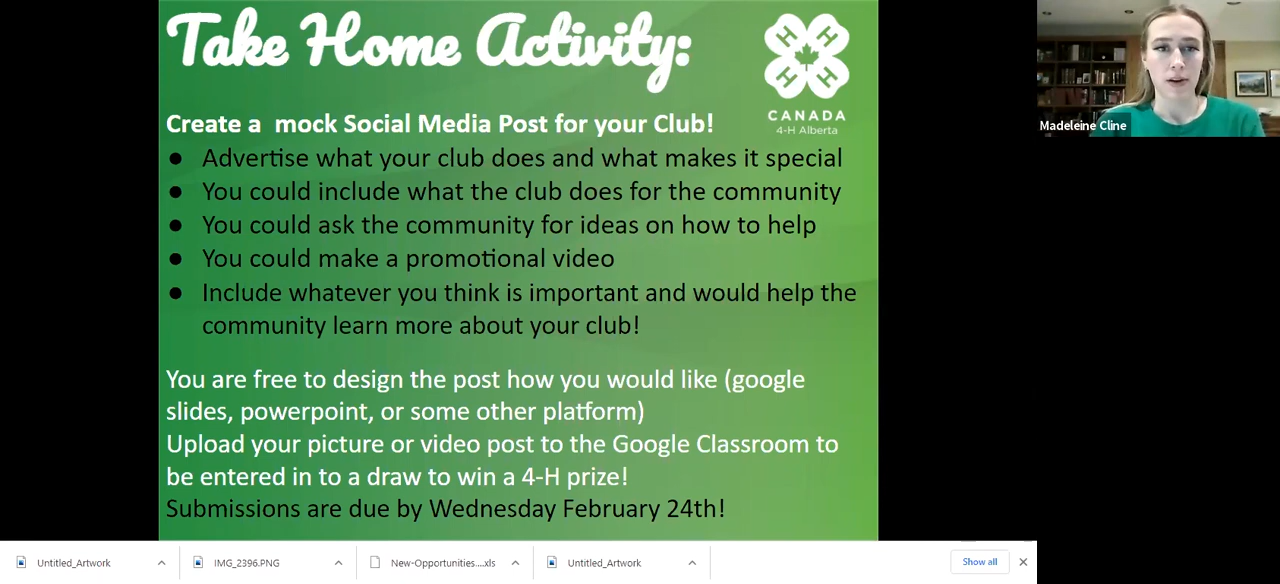 Take Home Activity:
CANADA
4-H Alberta
Create a  mock Social Media Post for your Club!
● Advertise what your club does and what makes it special
● You could include what the club does for the community
● You could ask the community for ideas on how to help
● You could make a promotional video
● Include whatever you think is important and would help the
community learn more about your club!
You are free to design the post how you would like (google
slides, powerpoint, or some other platform)
Upload your picture or video post to the Google Classroom to
be entered in to a draw to win a 4-H prize!
Submissions are due by Wednesday February 24th!
Madeleine Cline
H H H H
Untitled_Artwork
IMG_2396.PNG
New-Opportunities....xls
Untitled_Artwork
Show all